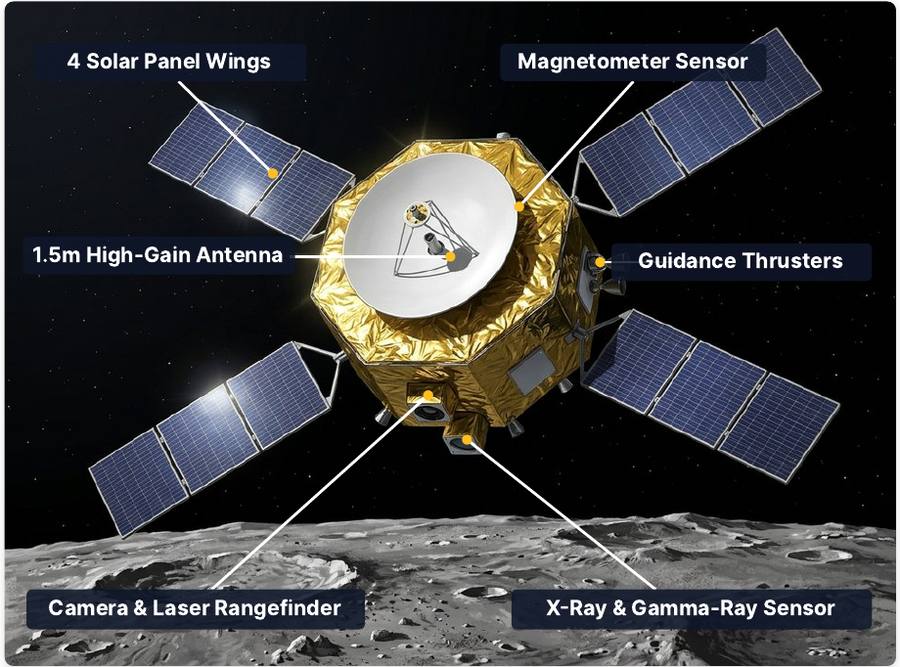 4 Solar Panel Wings
Magnetometer Sensor
1.5m High-Gain Antenna
Guidance Thrusters
Camera & Laser Rangefinder
X-Ray & Gamma-Ray Sensor